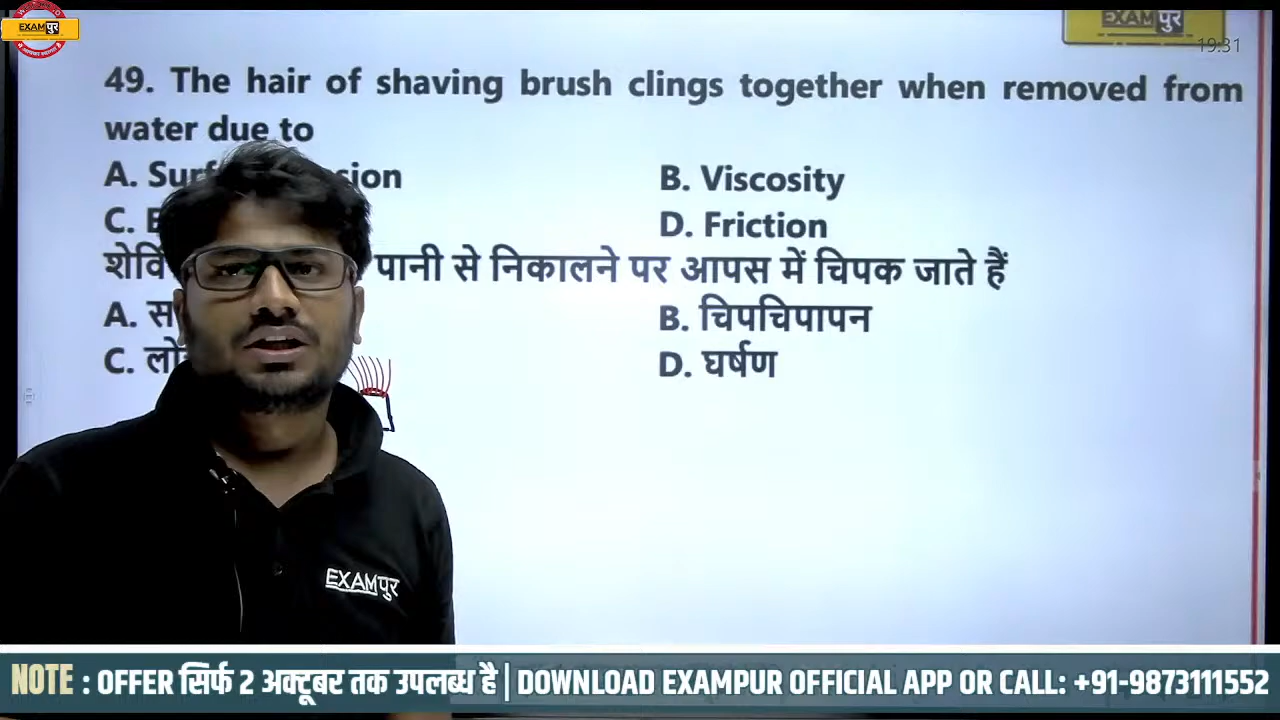 EXAMपुर
EXAMपुर
19:31
49. The hair of shaving brush clings together when removed from
water due to
A. B. Viscosity
C. D. Friction
पानी से निकालने पर आपस में चिपक जाते हैं
A. B. चिपचिपापन
C. D. घर्षण
EXAMपुर
NOTE : OFFER सिर्फ 2 अक्टूबर तक उपलब्ध है | DOWNLOAD EXAMPUR OFFICIAL APP OR CALL: +91-9873111552